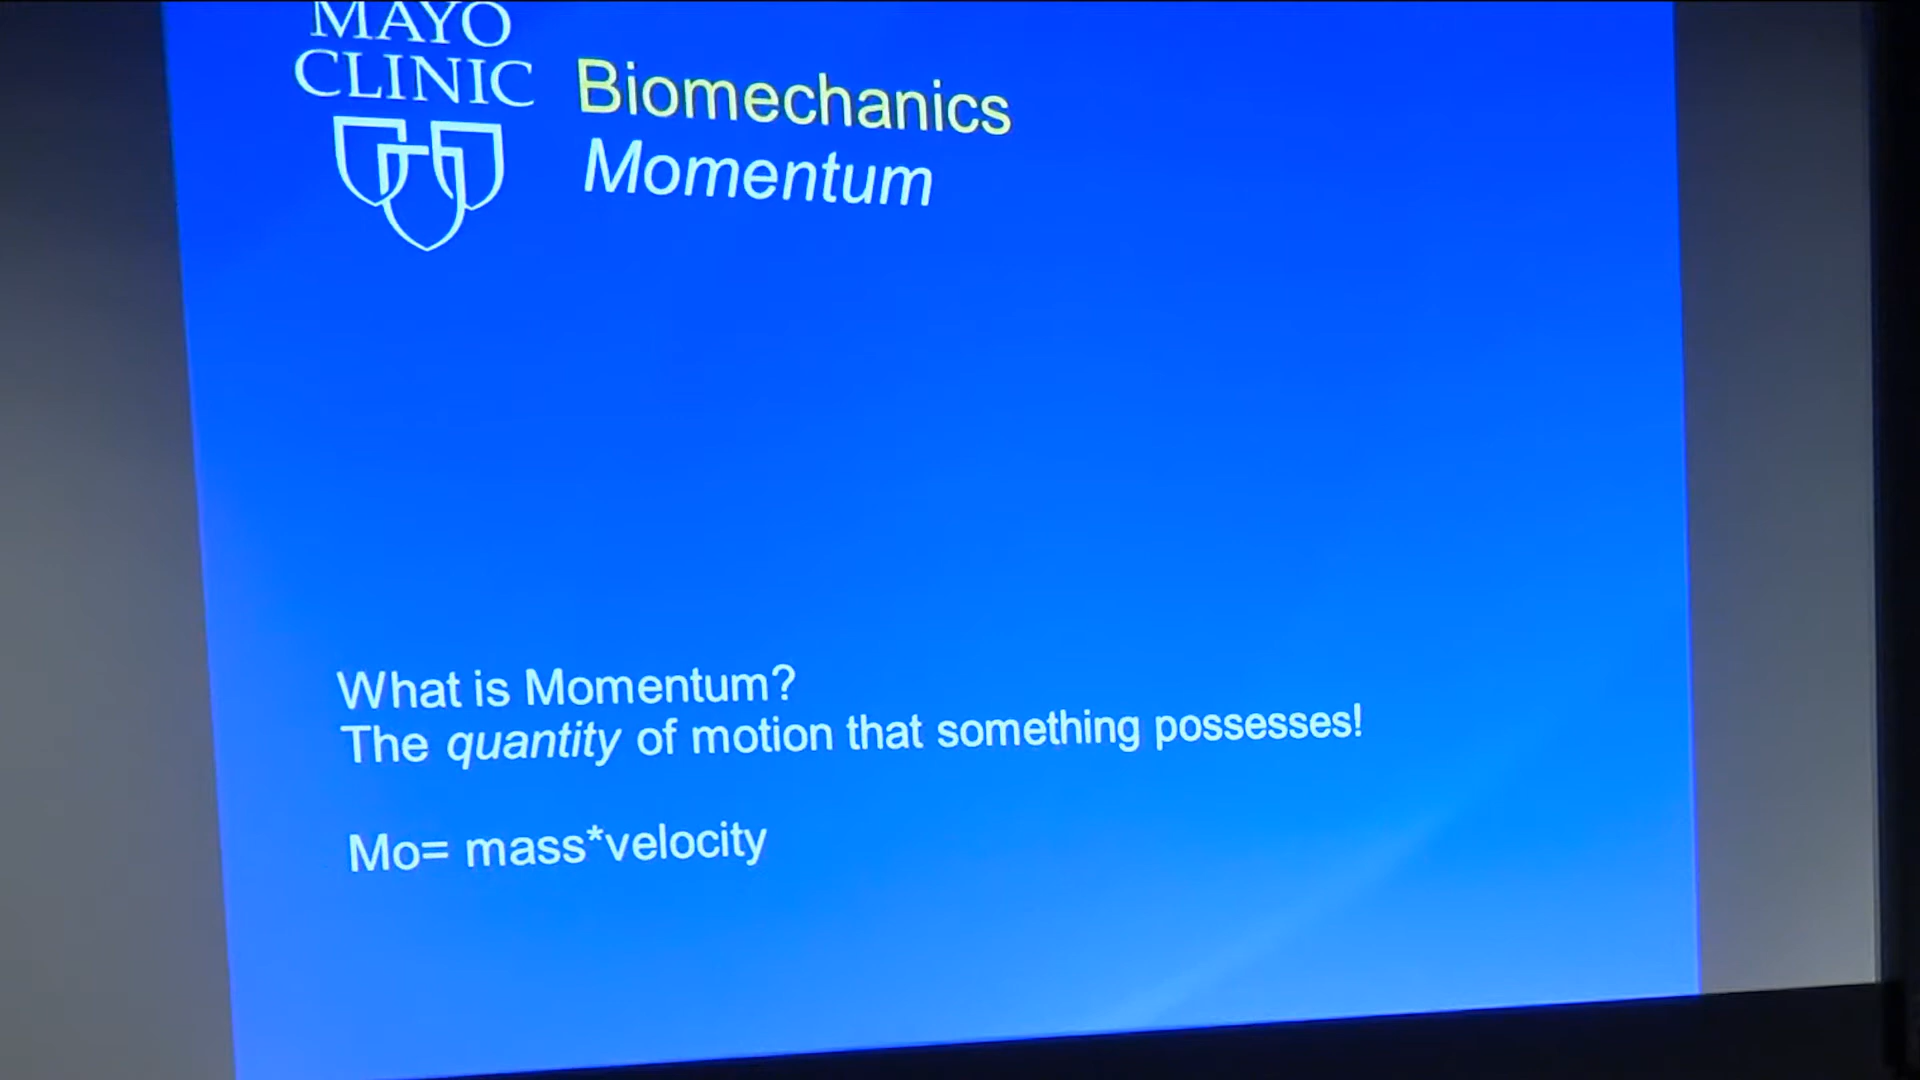 MAYO
CLINIC
Biomechanics
Momentum
What is Momentum?
The quantity of motion that something possesses!
Mo= mass*velocity